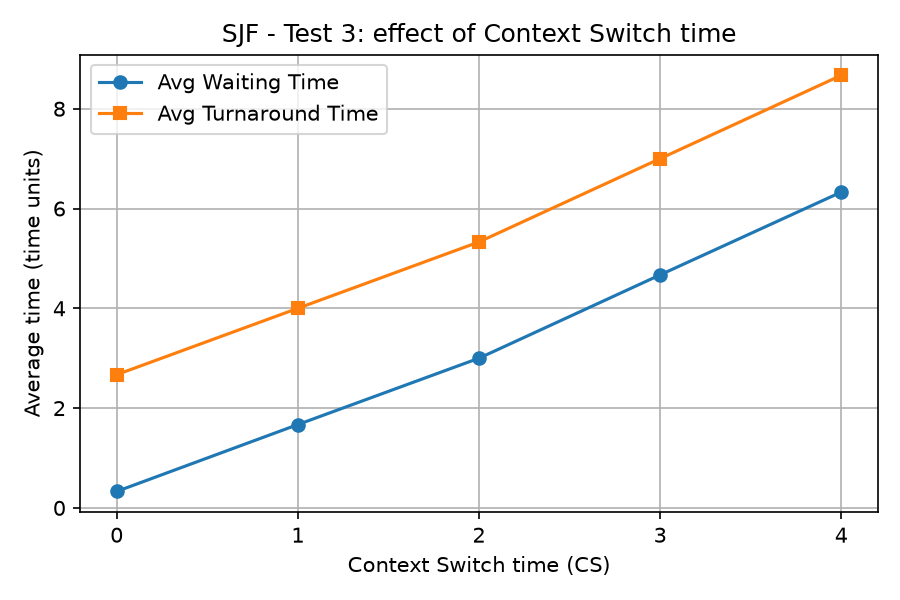 SJF - Test 3: effect of Context Switch time
Avg Waiting Time
Avg Turnaround Time
Average time (time units)
8
6
4
2
0
0 1 2 3 4
Context Switch time (CS)